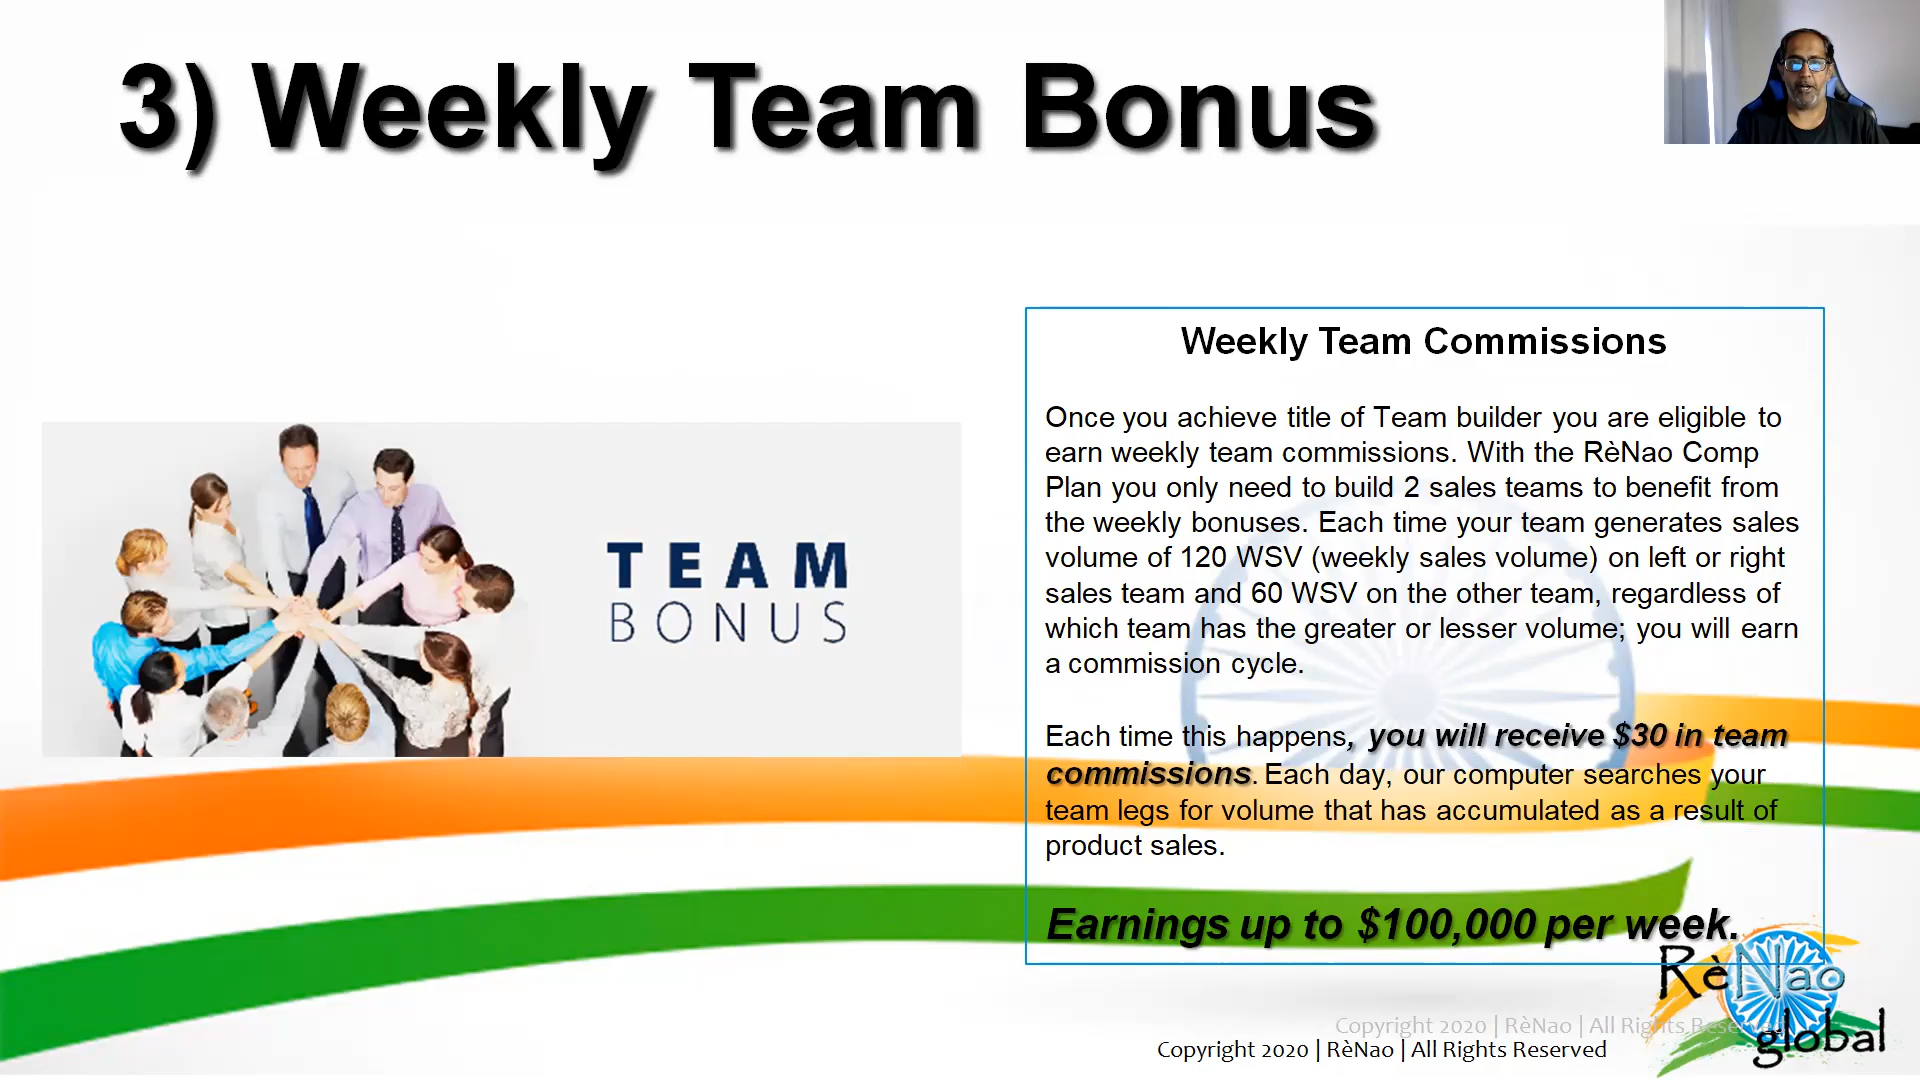 3) Weekly Team Bonus
TEAM
BONUS
Weekly Team Commissions
Once you achieve title of Team builder you are eligible to
earn weekly team commissions. With the RèNao Comp
Plan you only need to build 2 sales teams to benefit from
the weekly bonuses. Each time your team generates sales
volume of 120 WSV (weekly sales volume) on left or right
sales team and 60 WSV on the other team, regardless of
which team has the greater or lesser volume; you will earn
a commission cycle.
Each time this happens, you will receive $30 in team
commissions. Each day, our computer searches your
team legs for volume that has accumulated as a result of
product sales.
Earnings up to $100,000 per week.
RèNao
global
Copyright 2020 | RèNao | All Rights Reserved
Copyright 2020 | RèNao | All Rights Reserved